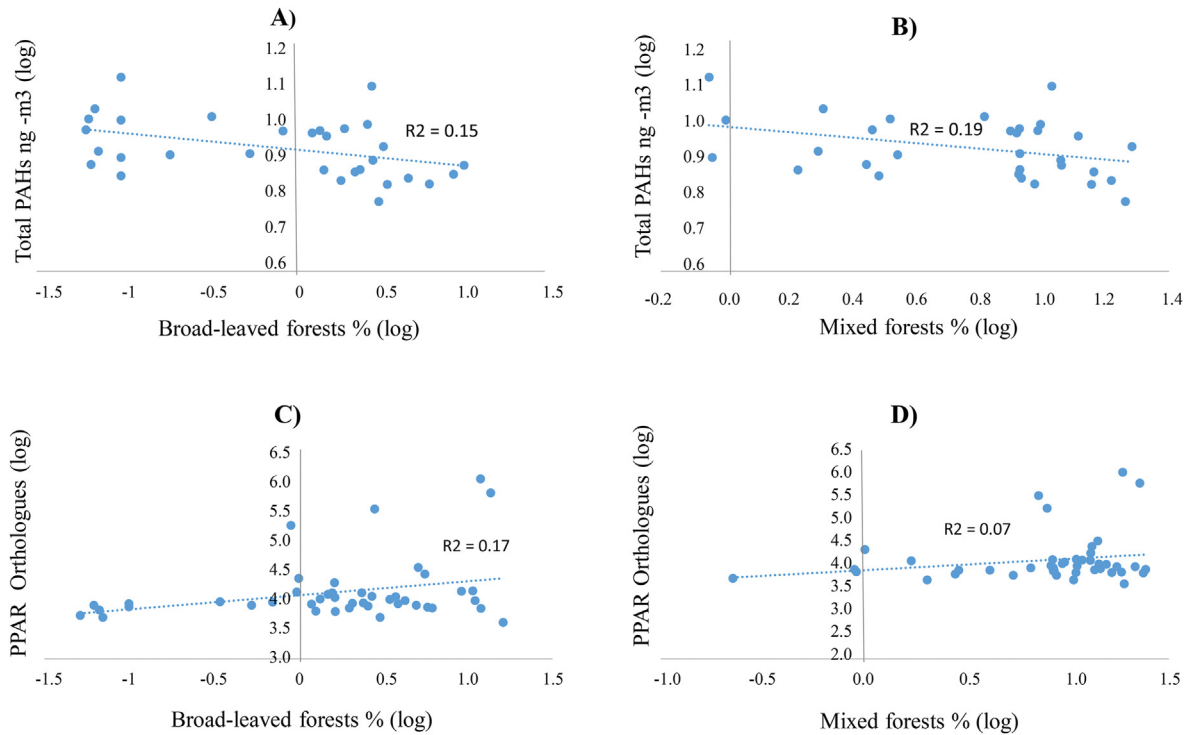 A)
Total PAHs ng -m3 (log)
1.2
1.1
1.0
0.9
0.8
0.7
0.6
R2 = 0.15
-1.5 -1 -0.5 0 0.5 1.0 1.5
Broad-leaved forests % (log)
B)
Total PAHs ng -m3 (log)
1.2
1.1
1.0
0.9
0.8
0.7
0.6
R2 = 0.19
-0.2 0.0 0.2 0.4 0.6 0.8 1.0 1.2 1.4
Mixed forests % (log)
C)
PPAR Orthologues (log)
6.5
6.0
5.5
5.0
4.5
4.0
3.5
3.0
R2 = 0.17
-1.5 -1 -0.5 0 0.5 1.0 1.5
Broad-leaved forests % (log)
D)
PPAR Orthologues (log)
6.5
6.0
5.5
5.0
4.5
4.0
3.5
3.0
2.5
2.0
R2 = 0.07
-1.0 -0.5 0.0 0.5 1.0 1.5
Mixed forests % (log)